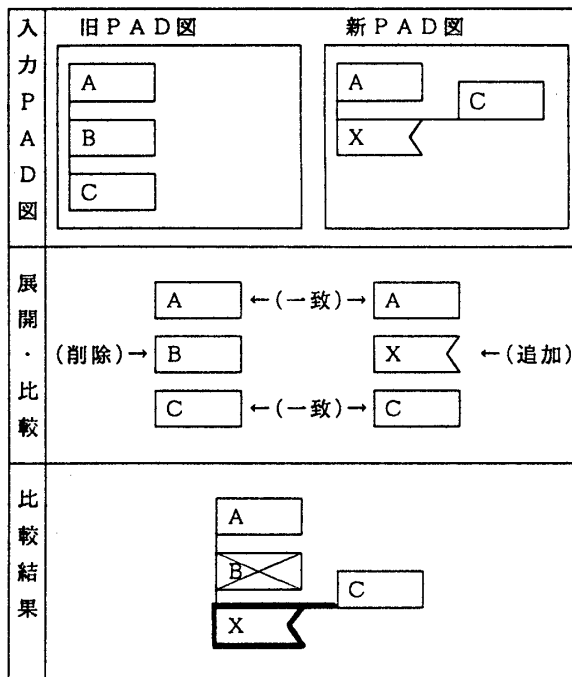 入力PAD図
旧PAD図
新PAD図
A
B
C
A
C
X
展開・比較
A ←(一致)→ A
(削除)→ B
X ←(追加)
C ←(一致)→ C
比較結果
A
B
C
X